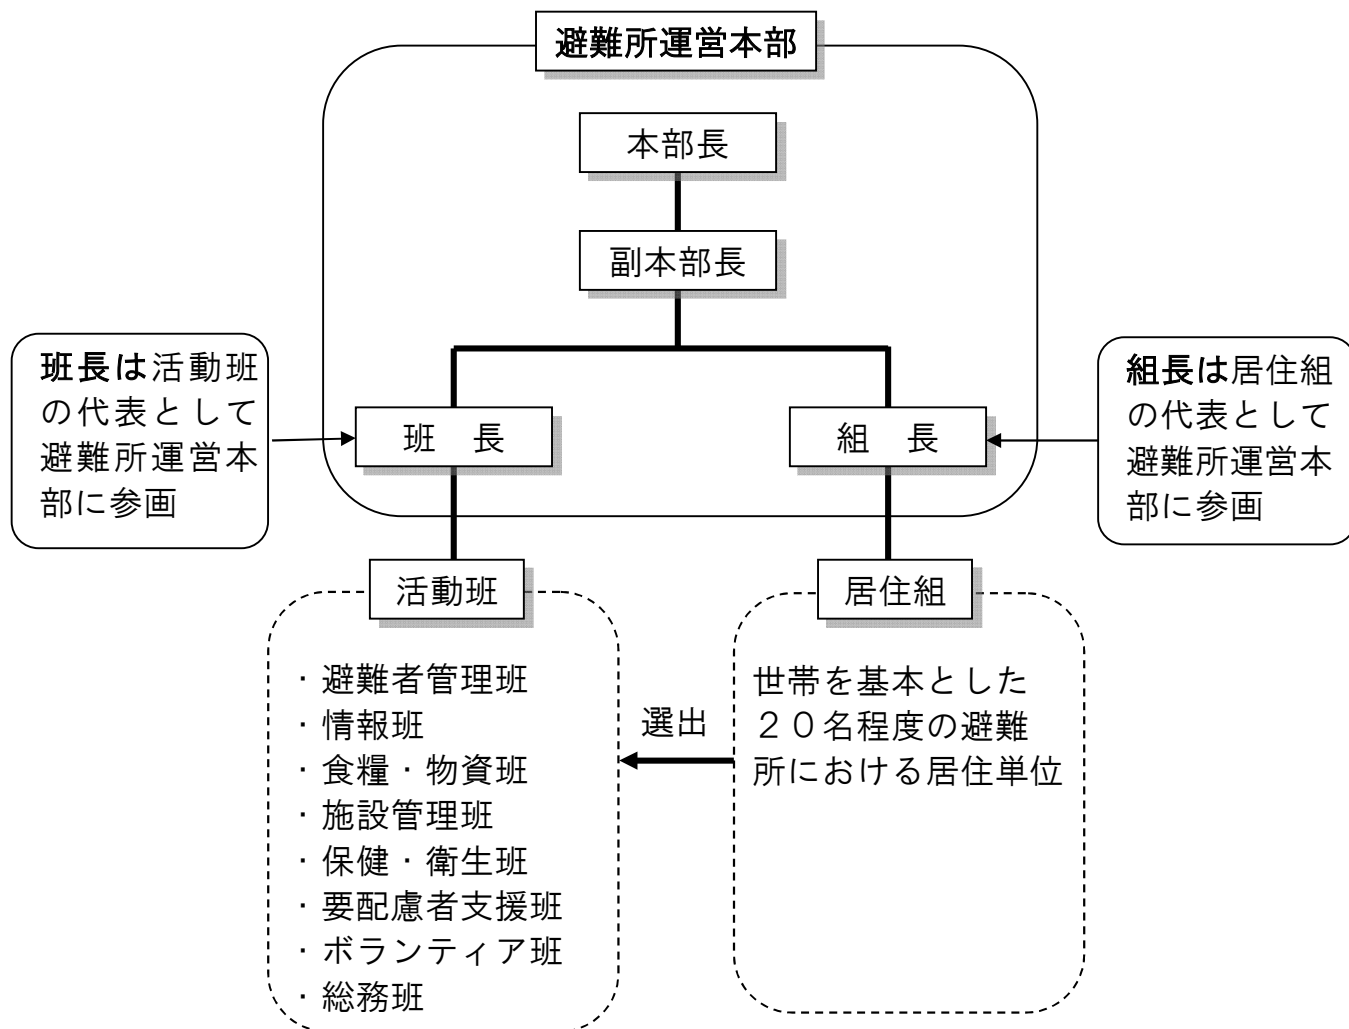 避難所運営本部
本部長
副本部長
班長は活動班
の代表として
避難所運営本
部に参画
班　長
組　長
組長は居住組
の代表として
避難所運営本
部に参画
活動班
・避難者管理班
・情報班
・食糧・物資班
・施設管理班
・保健・衛生班
・要配慮者支援班
・ボランティア班
・総務班
選出
居住組
世帯を基本とした
２０名程度の避難
所における居住単位